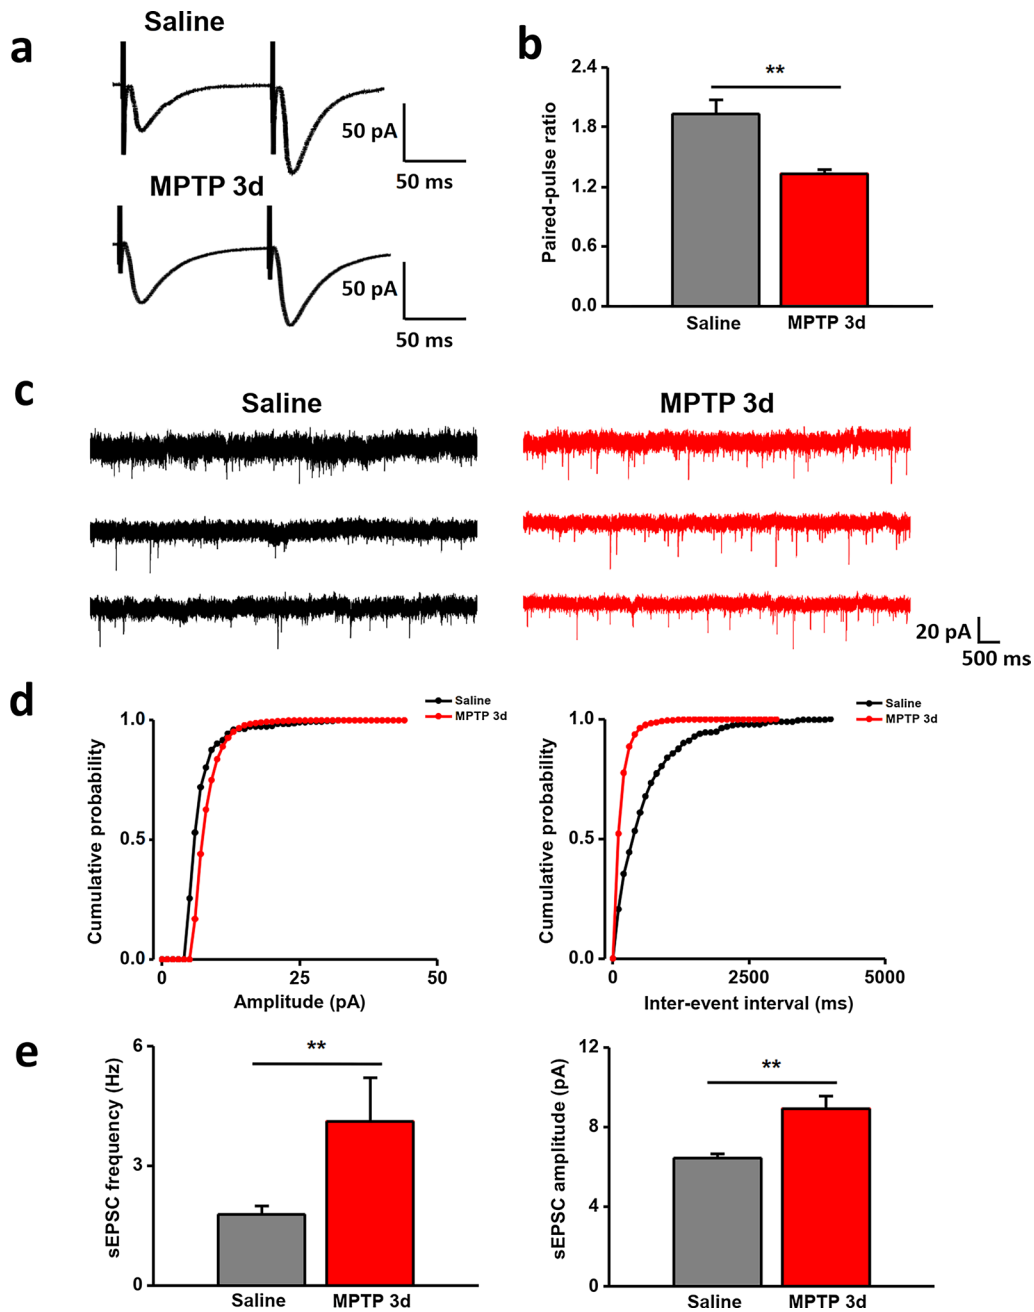 a
Saline
50 pA
50 ms
MPTP 3d
50 pA
50 ms
b
**
2.4
1.8
1.2
0.6
0.0
Paired-pulse ratio
Saline
MPTP 3d
c
Saline
MPTP 3d
20 pA
500 ms
d
Saline
MPTP 3d
1.0
0.5
0.0
Cumulative probability
0
25
50
Amplitude (pA)
Saline
MPTP 3d
1.0
0.5
0.0
Cumulative probability
0
2500
5000
Inter-event interval (ms)
e
**
6
3
0
sEPSC frequency (Hz)
Saline
MPTP 3d
**
12
8
4
0
sEPSC amplitude (pA)
Saline
MPTP 3d